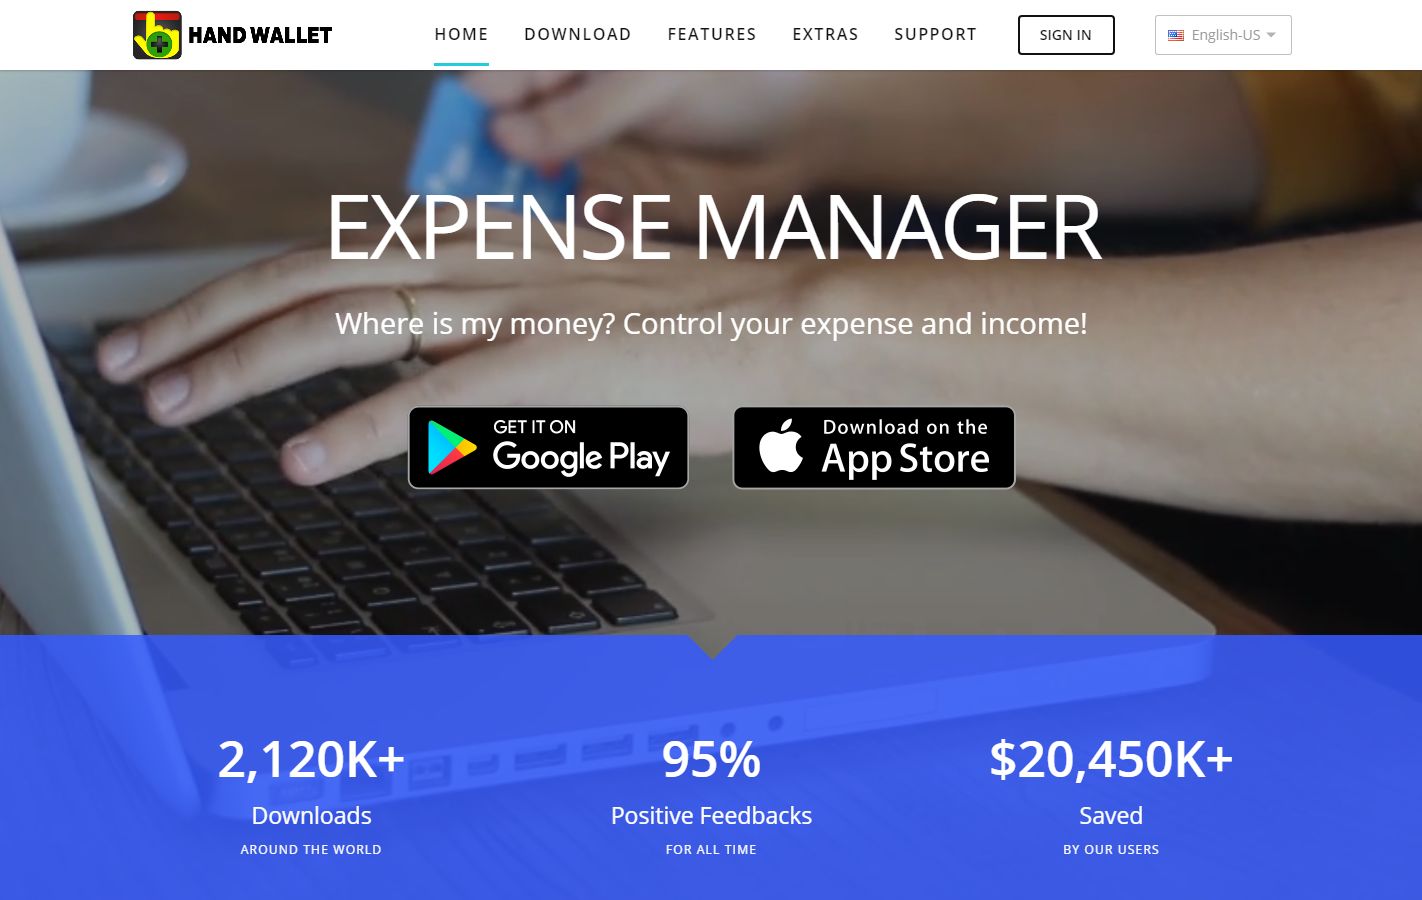 HAND WALLET
HOME DOWNLOAD FEATURES EXTRAS SUPPORT SIGN IN English-US
EXPENSE MANAGER
Where is my money? Control your expense and income!
GET IT ON
Google Play
Download on the
App Store
2,120K+
Downloads
AROUND THE WORLD
95%
Positive Feedbacks
FOR ALL TIME
$20,450K+
Saved
BY OUR USERS